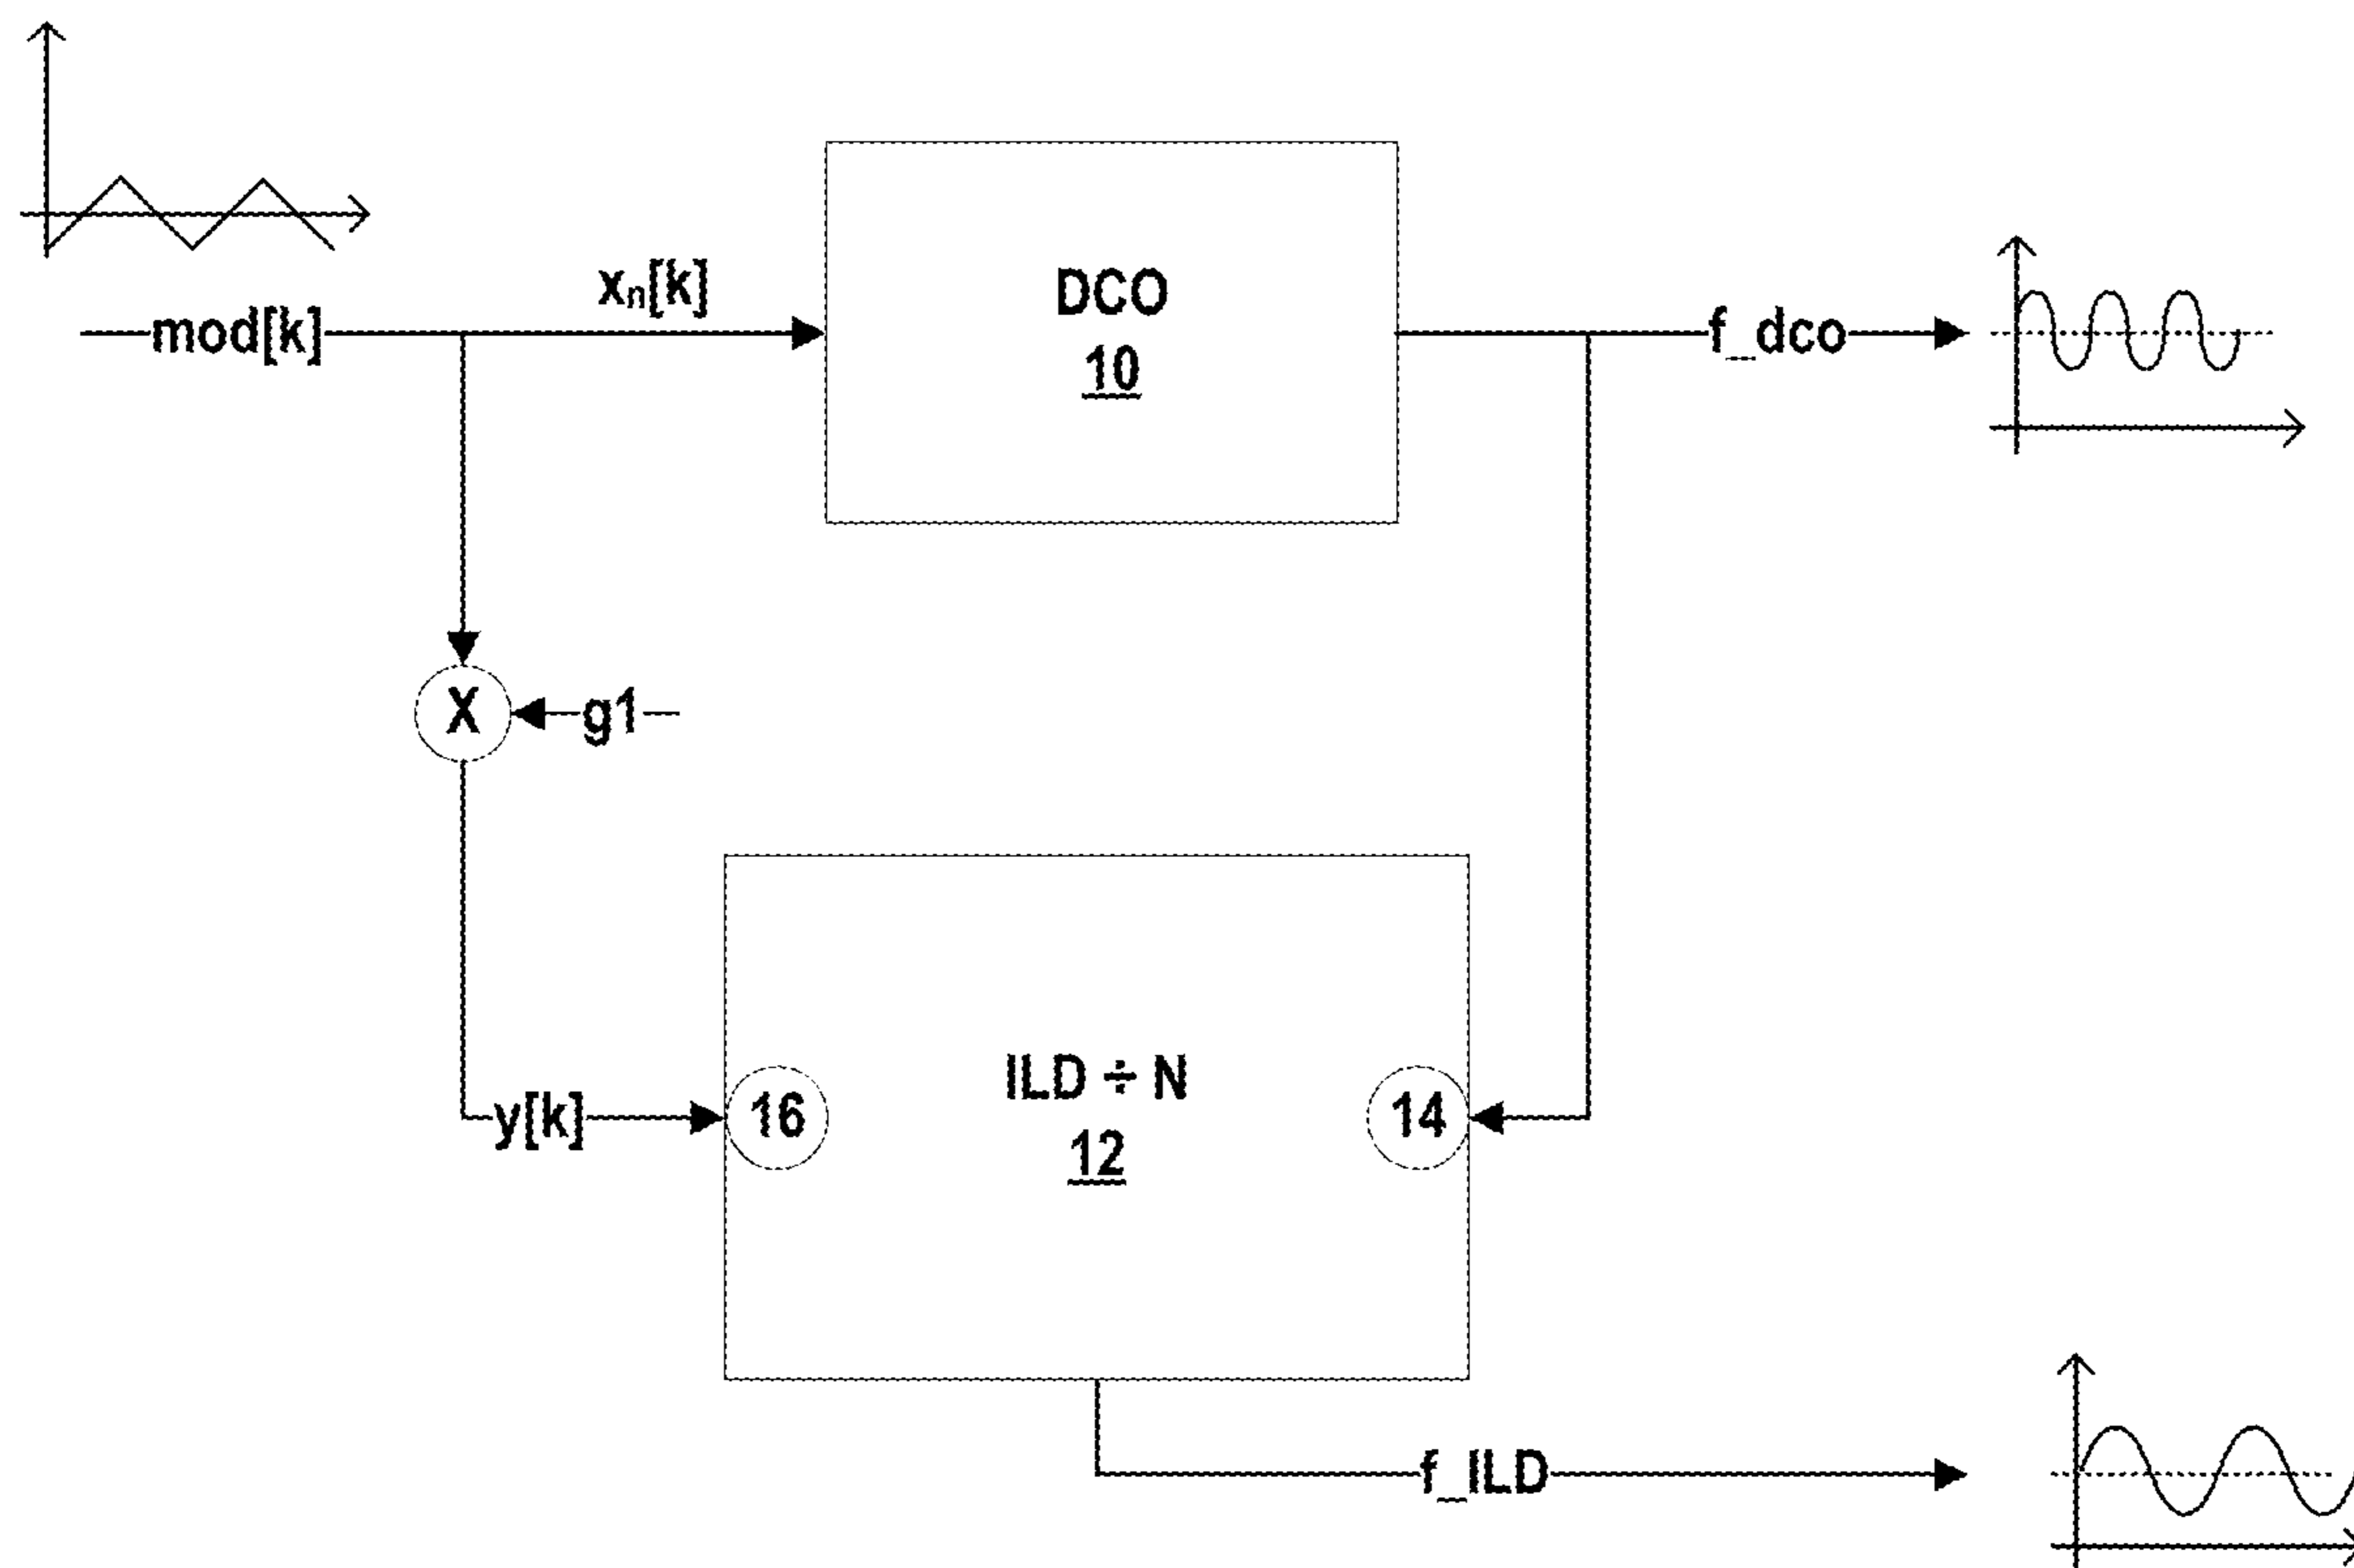 xₙ[k]
mod[k]
DCO
10
f_dco
X
g1
ILD ÷ N
12
16
14
y[k]
f_ILD